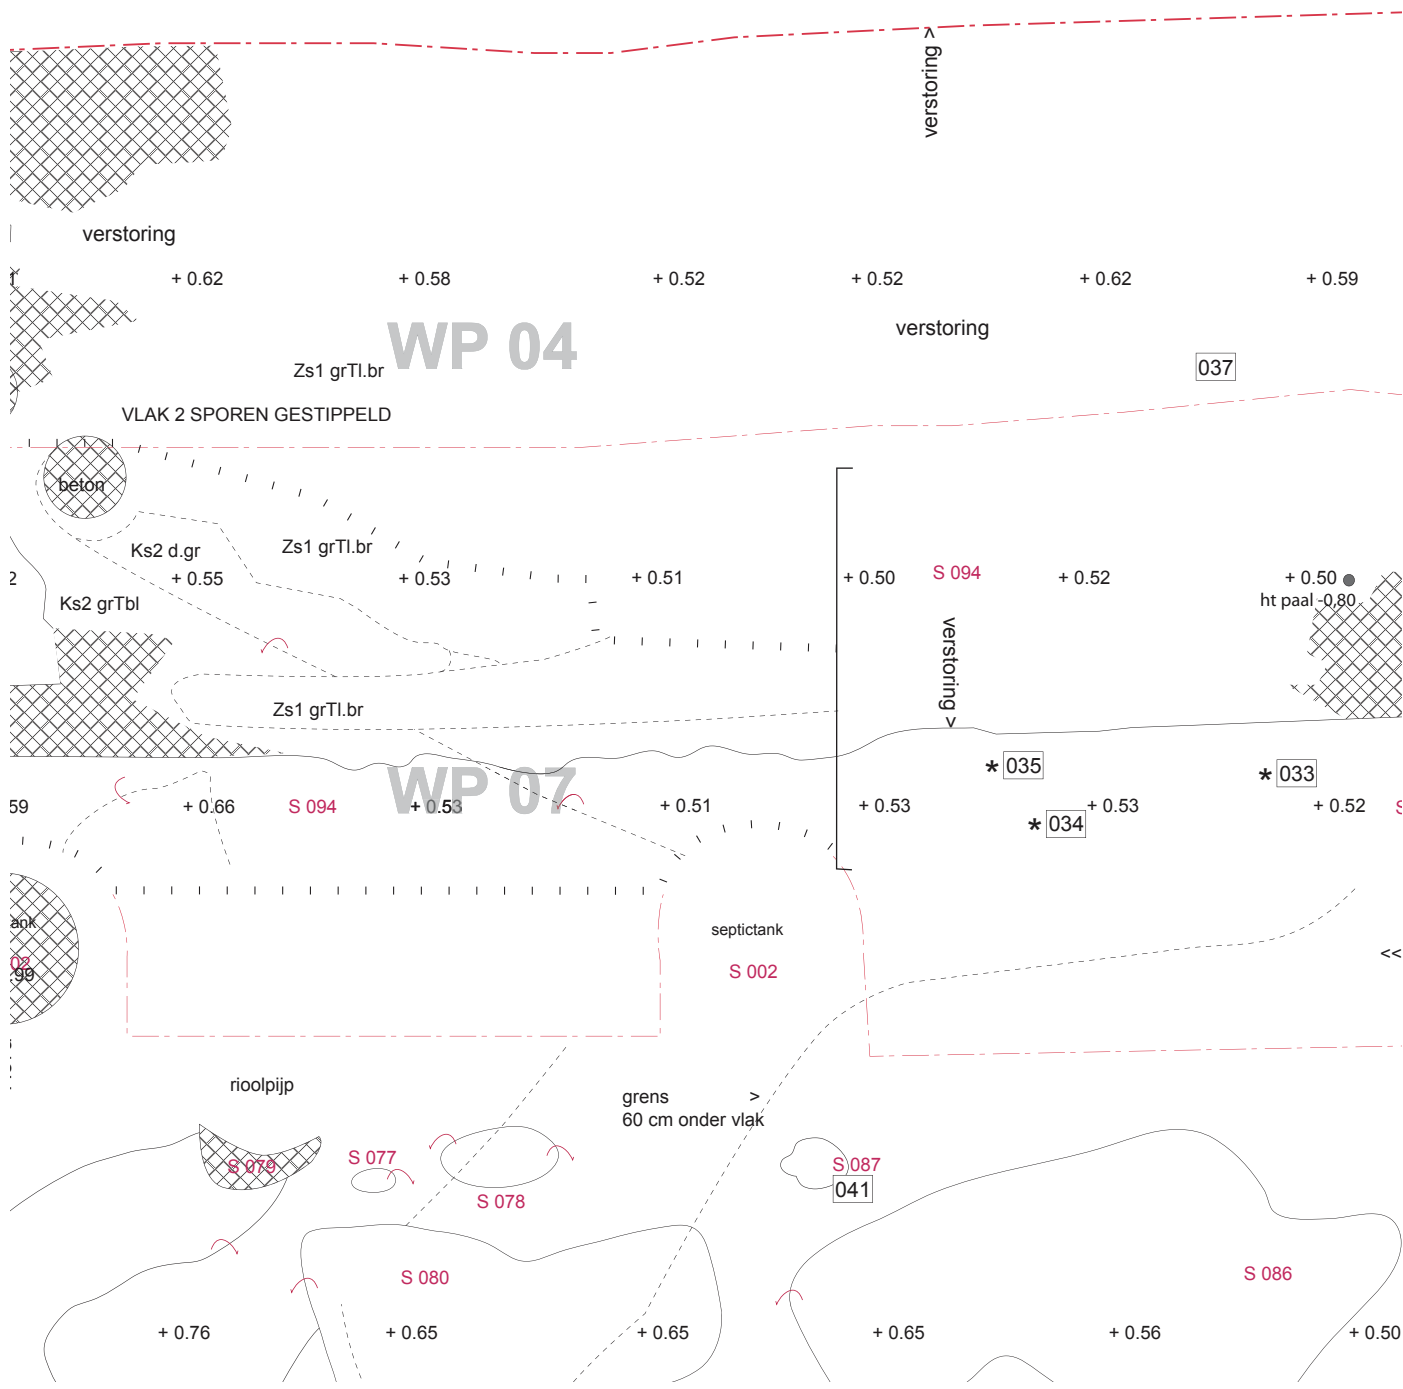 verstoring >
verstoring
+ 0.62
+ 0.58
+ 0.52
+ 0.52
+ 0.62
+ 0.59
WP 04
verstoring
Zs1 grTl.br
037
VLAK 2 SPOREN GESTIPPELD
beton
Ks2 d.gr
Zs1 grTl.br
2
+ 0.55
+ 0.53
+ 0.51
+ 0.50
S 094
+ 0.52
+ 0.50
ht paal -0,80
Ks2 grTbl
verstoring >
Zs1 grTl.br
* 035
* 033
WP 07
59
+ 0.66
S 094
+ 0.53
+ 0.51
+ 0.53
* 034
+ 0.53
+ 0.52
S
ank
septictank
02
99
S 002
<<
rioolpijp
grens >
60 cm onder vlak
S 079
S 077
S 078
S 087
041
S 080
S 086
+ 0.76
+ 0.65
+ 0.65
+ 0.65
+ 0.56
+ 0.50